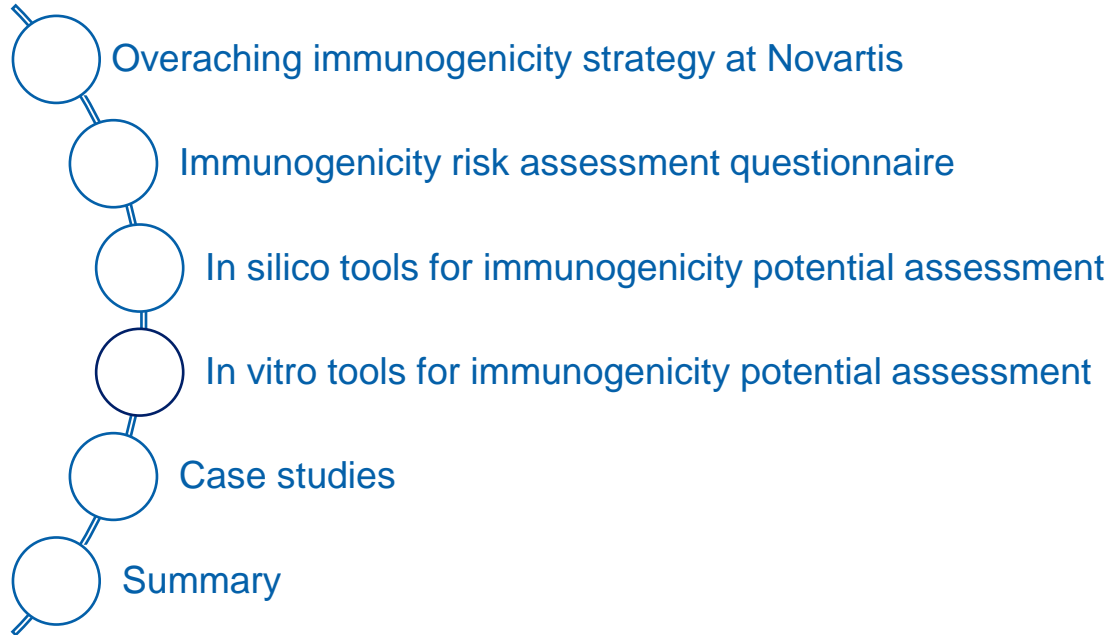 Overaching immunogenicity strategy at Novartis
Immunogenicity risk assessment questionnaire
In silico tools for immunogenicity potential assessment
In vitro tools for immunogenicity potential assessment
Case studies
Summary